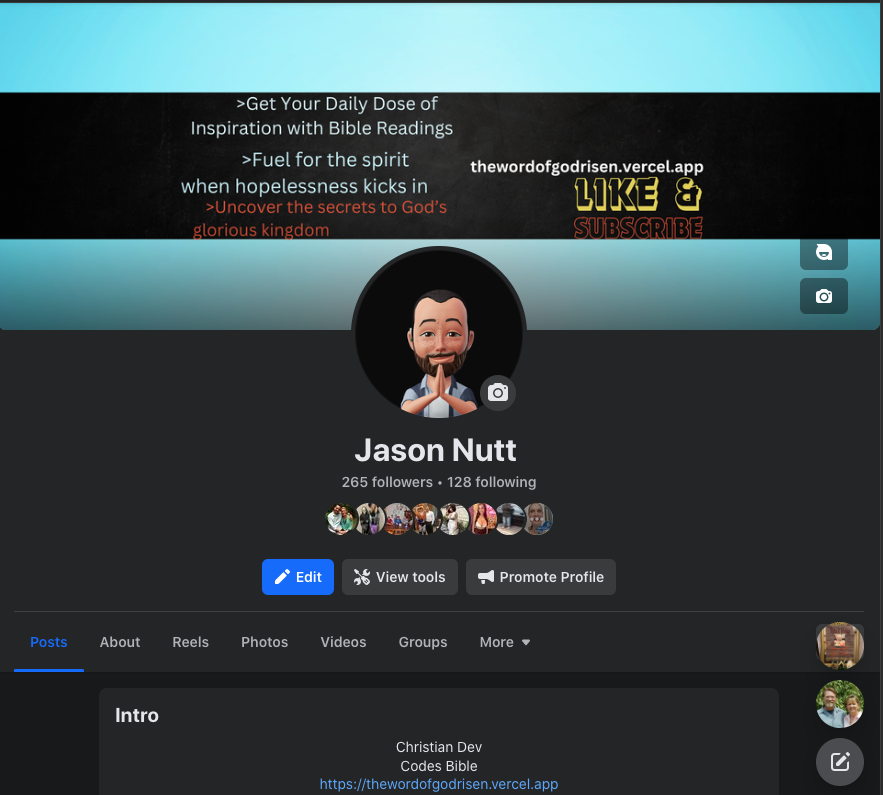 >Get Your Daily Dose of
Inspiration with Bible Readings
>Fuel for the spirit
when hopelessness kicks in
>Uncover the secrets to God's
glorious kingdom
thewordofgodrisen.vercel.app
LIKE &
SUBSCRIBE
Jason Nutt
265 followers • 128 following
Edit
View tools
Promote Profile
Posts About Reels Photos Videos Groups More
Intro
Christian Dev
Codes Bible
https://thewordofgodrisen.vercel.app